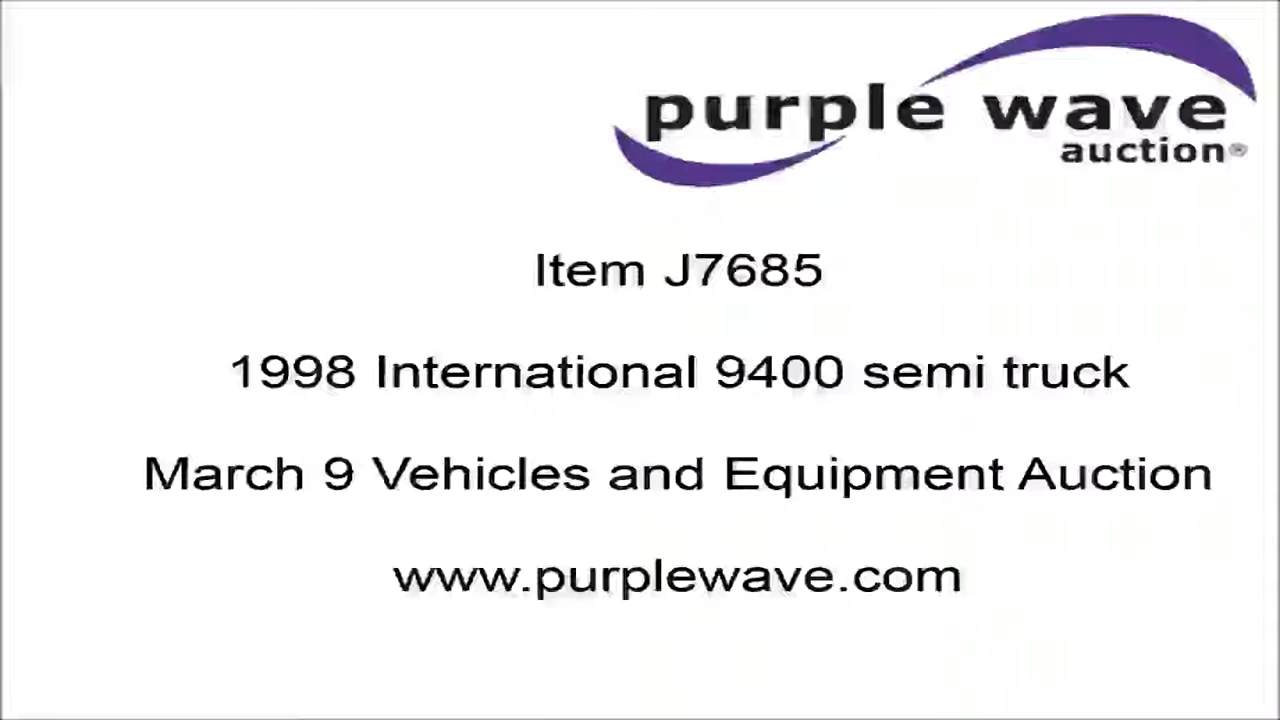 purple wave
auction®
Item J7685
1998 International 9400 semi truck
March 9 Vehicles and Equipment Auction
www.purplewave.com